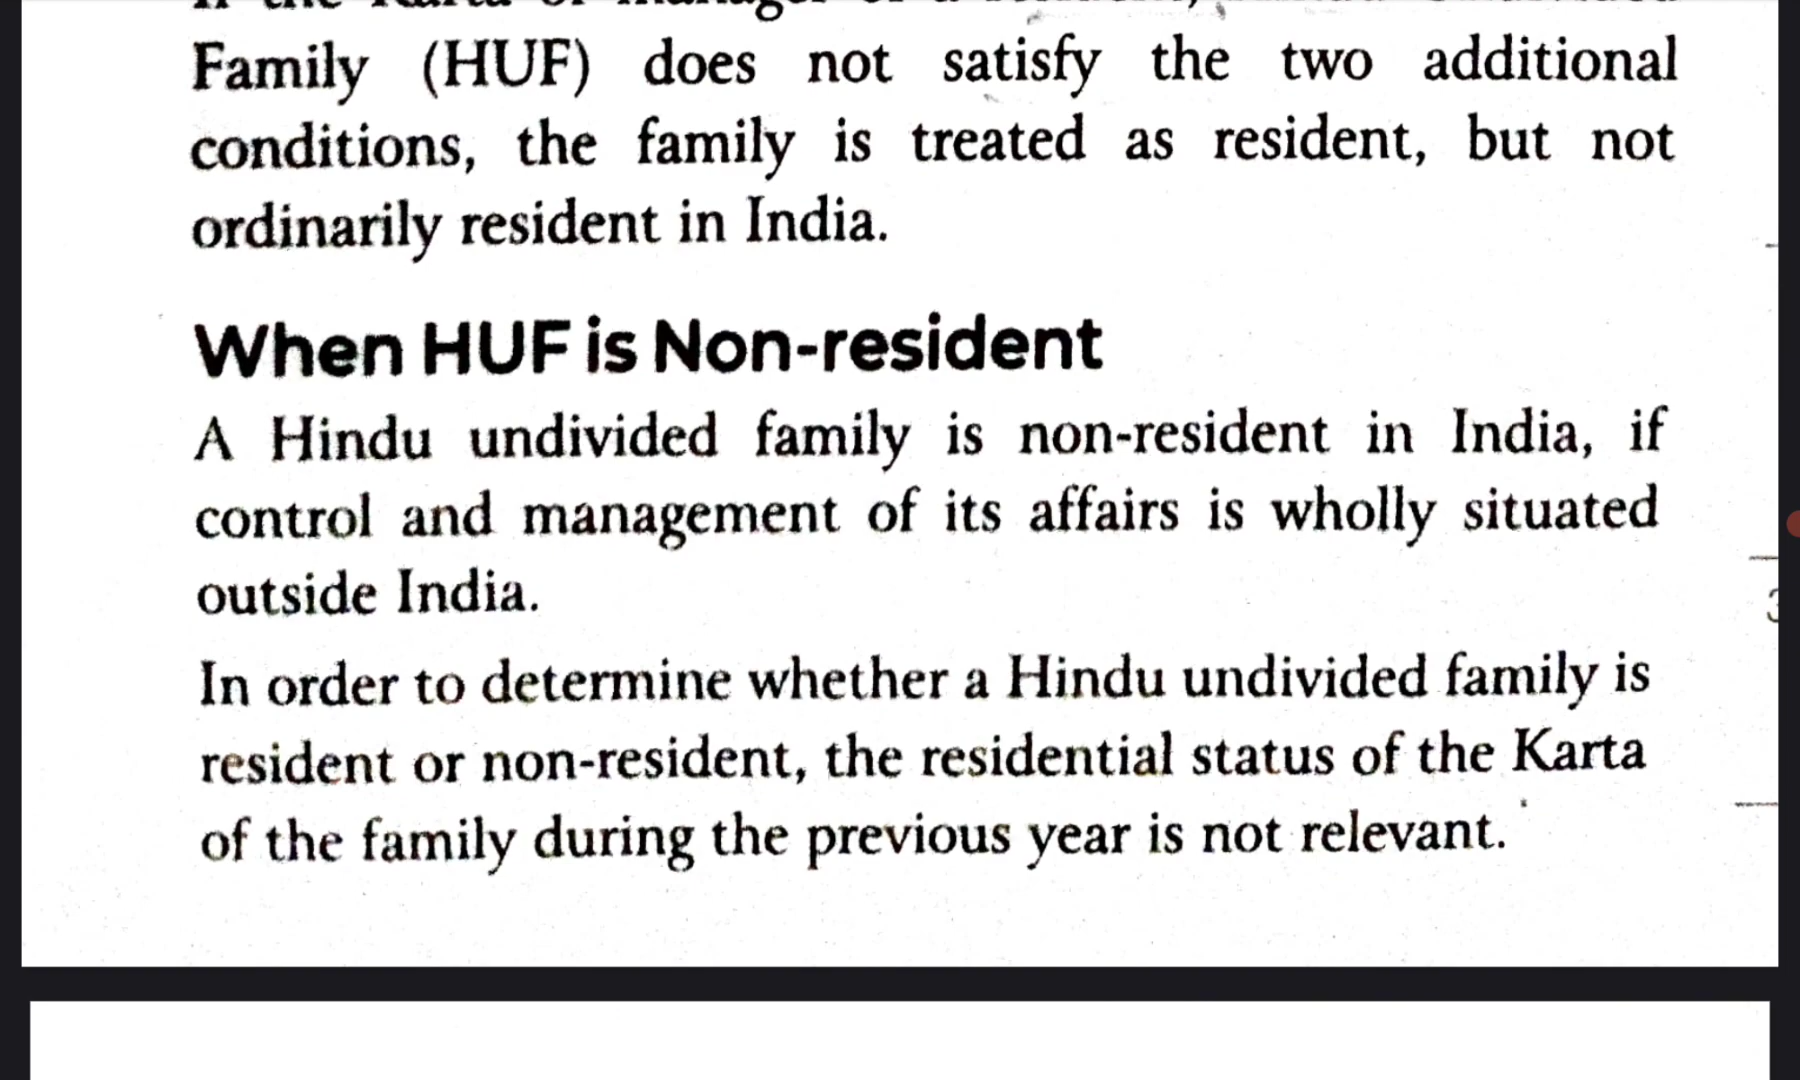 Family (HUF) does not satisfy the two additional
conditions, the family is treated as resident, but not
ordinarily resident in India.
When HUF is Non-resident
A Hindu undivided family is non-resident in India, if
control and management of its affairs is wholly situated
outside India.
In order to determine whether a Hindu undivided family is
resident or non-resident, the residential status of the Karta
of the family during the previous year is not relevant.